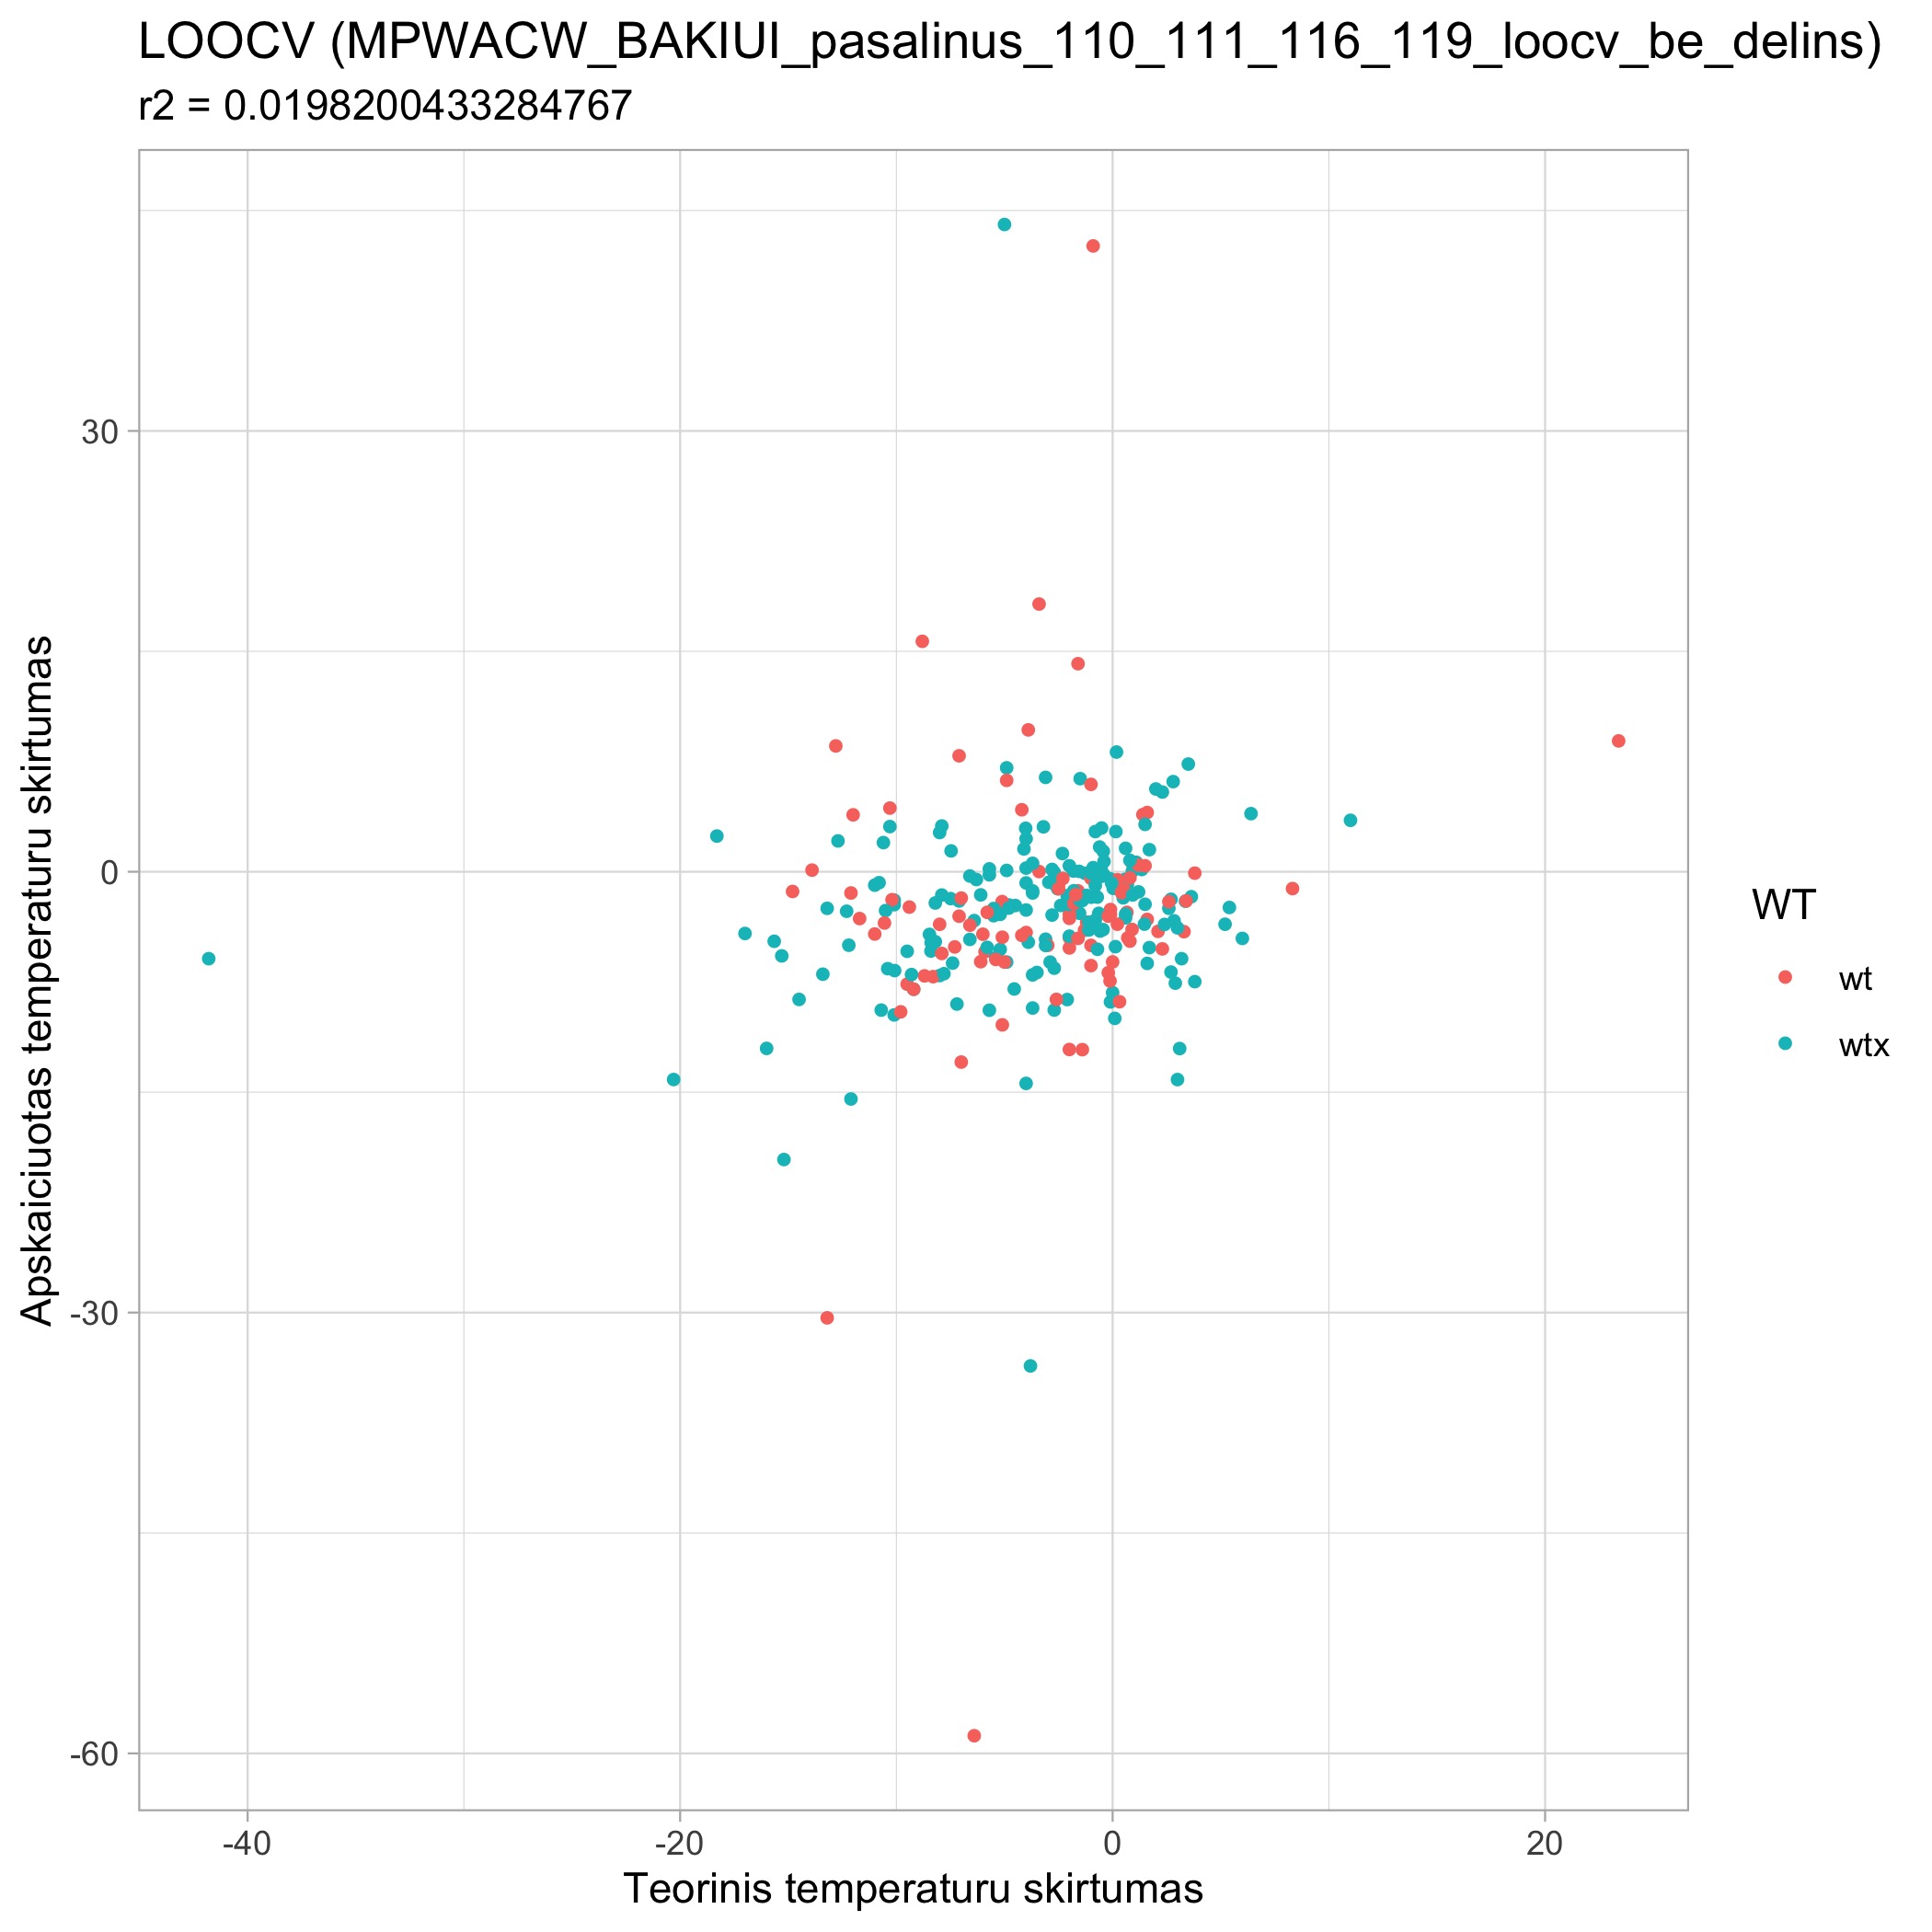 LOOCV (MPWACW_BAKIUI_pasalinus_110_111_116_119_loocv_be_delins)
r2 = 0.0198200433284767
Apskaiciuotas temperaturu skirtumas
30
0
-30
-60
-40
-20
0
20
Teorinis temperaturu skirtumas
WT
wt
wtx